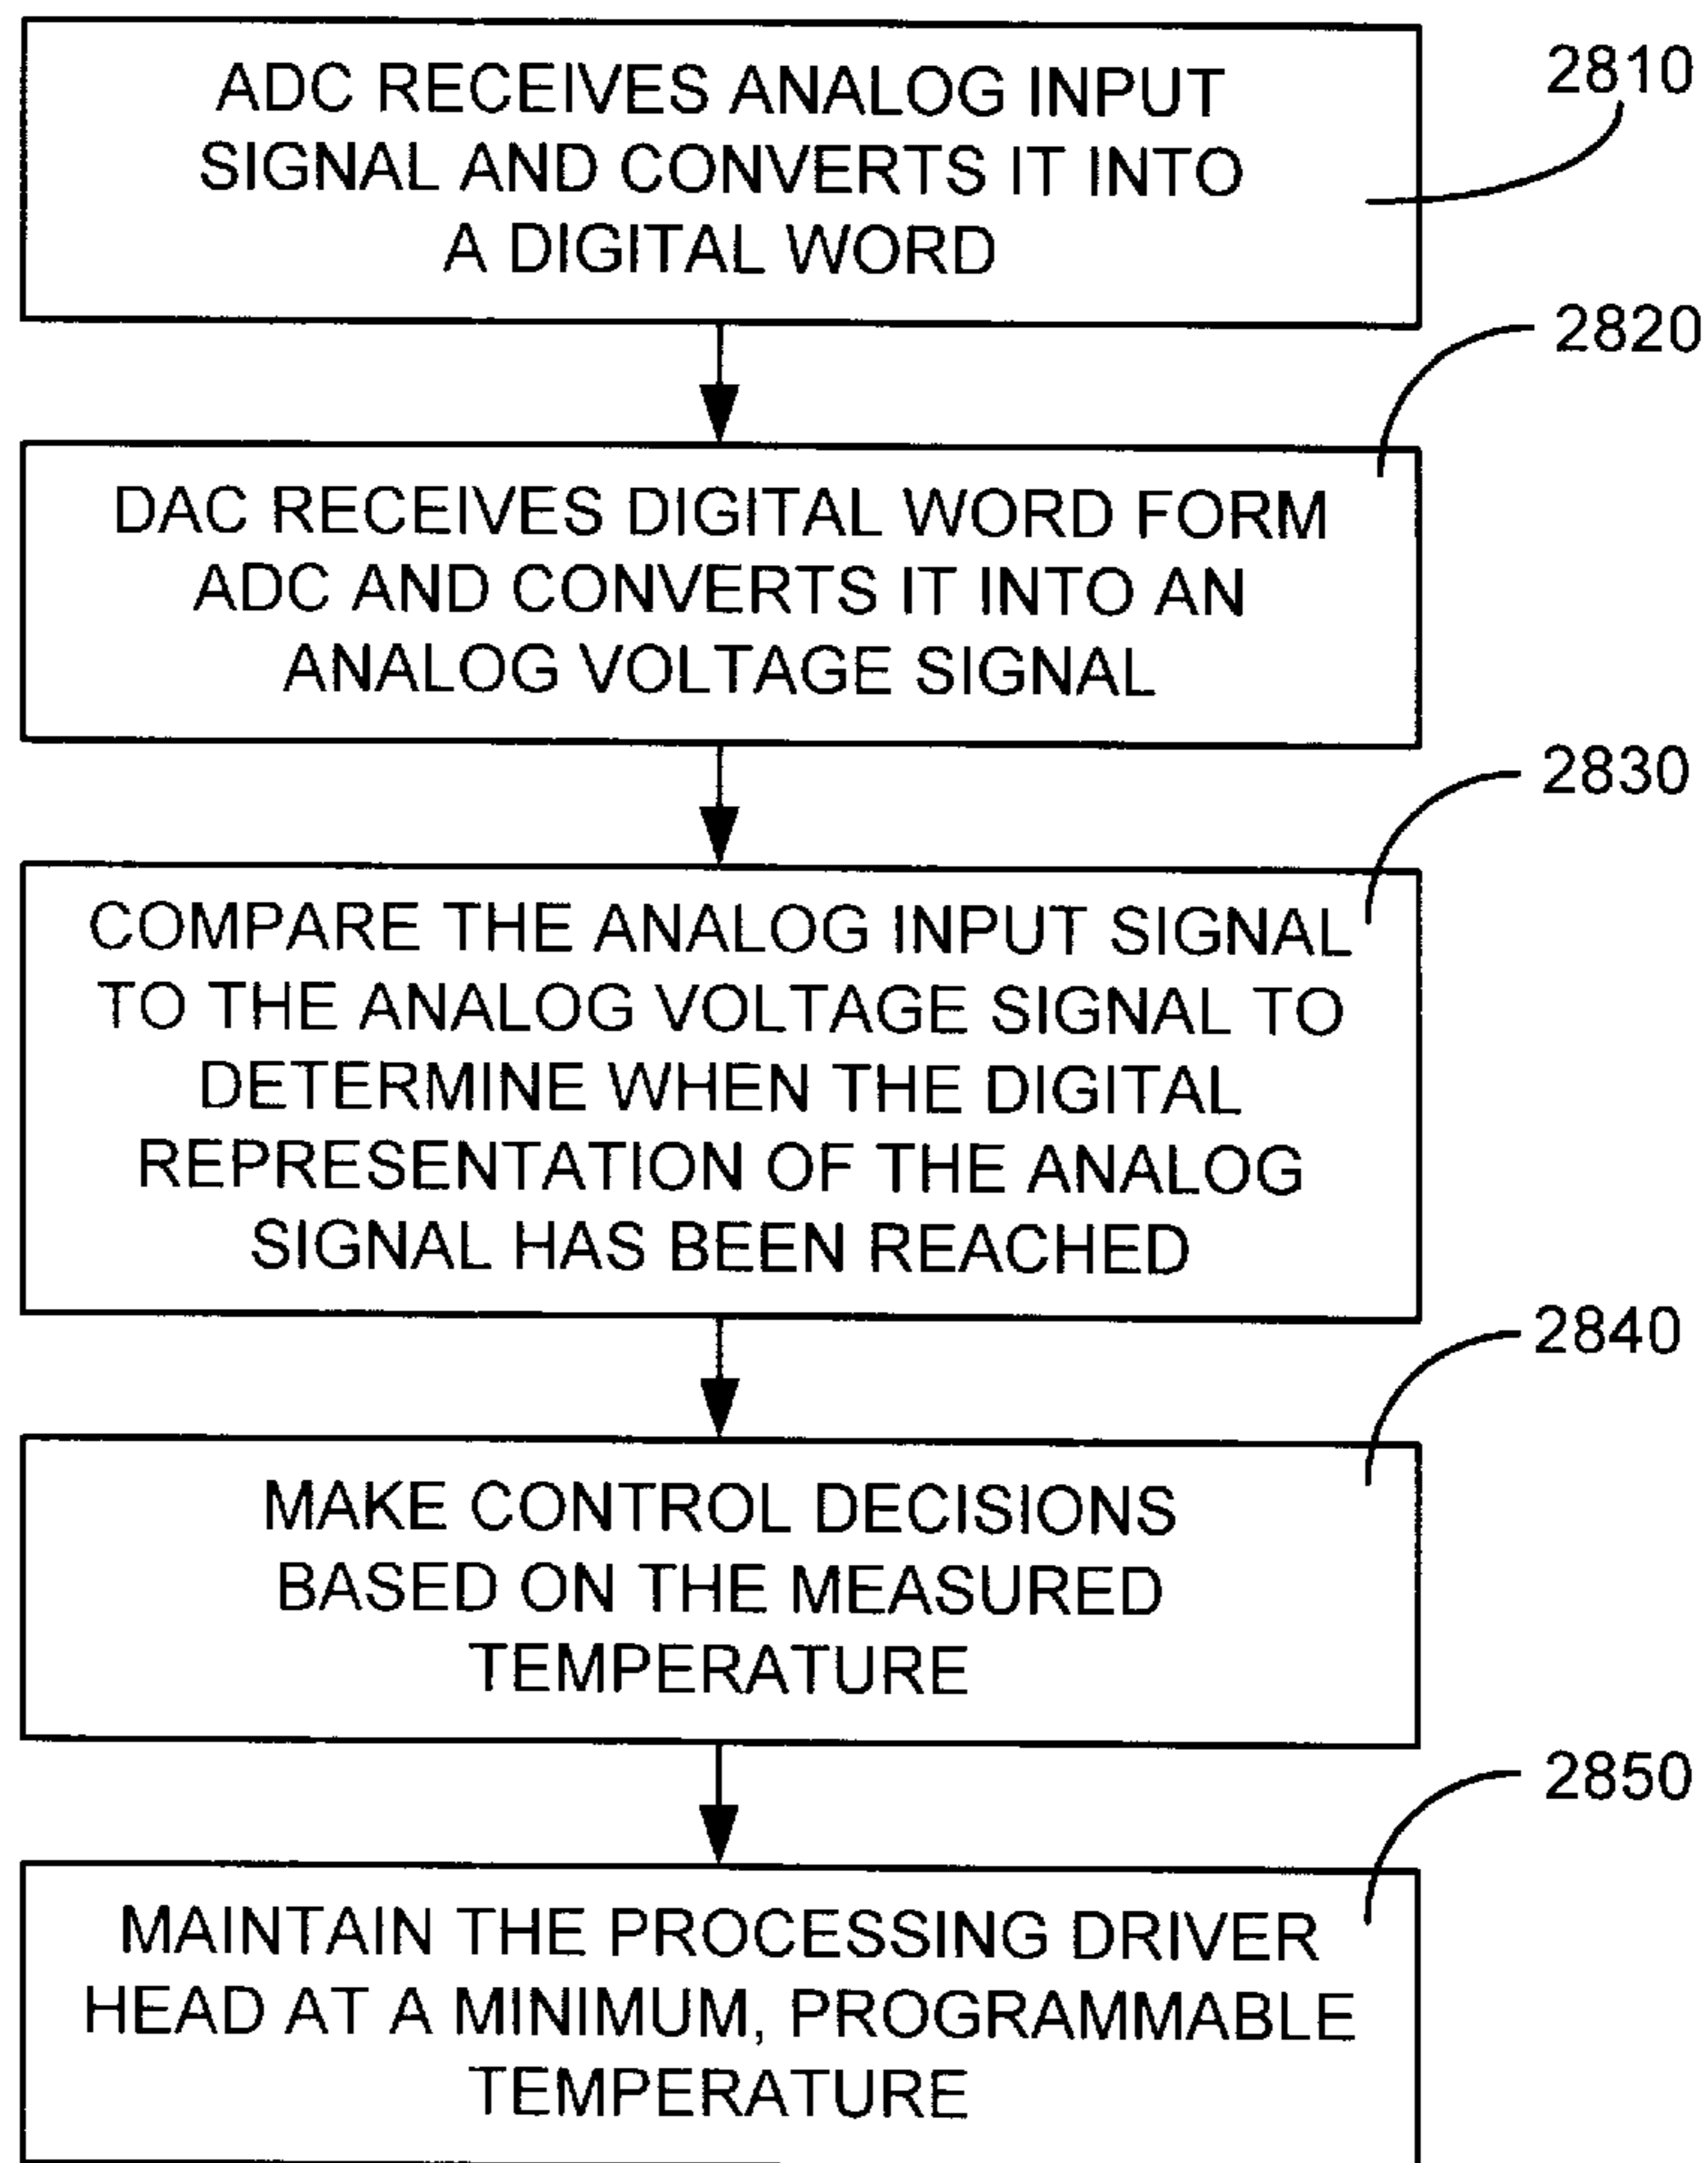 ADC RECEIVES ANALOG INPUT
SIGNAL AND CONVERTS IT INTO
A DIGITAL WORD
2810
DAC RECEIVES DIGITAL WORD FORM
ADC AND CONVERTS IT INTO AN
ANALOG VOLTAGE SIGNAL
2820
COMPARE THE ANALOG INPUT SIGNAL
TO THE ANALOG VOLTAGE SIGNAL TO
DETERMINE WHEN THE DIGITAL
REPRESENTATION OF THE ANALOG
SIGNAL HAS BEEN REACHED
2830
MAKE CONTROL DECISIONS
BASED ON THE MEASURED
TEMPERATURE
2840
MAINTAIN THE PROCESSING DRIVER
HEAD AT A MINIMUM, PROGRAMMABLE
TEMPERATURE
2850